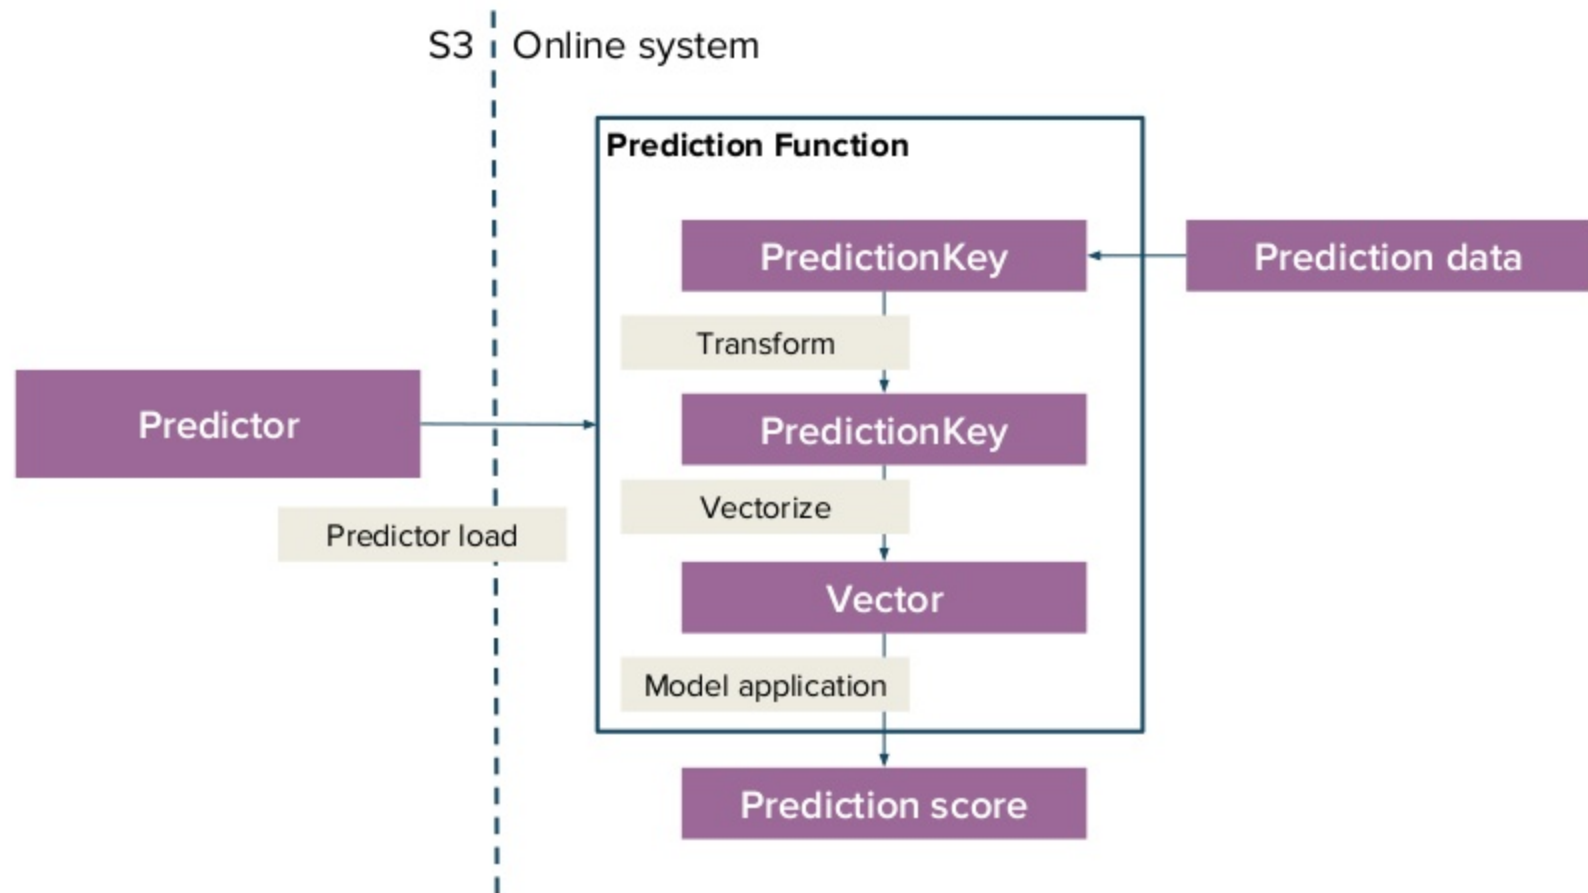 S3
Online system
Prediction Function
PredictionKey
Prediction data
Transform
Predictor
PredictionKey
Vectorize
Predictor load
Vector
Model application
Prediction score